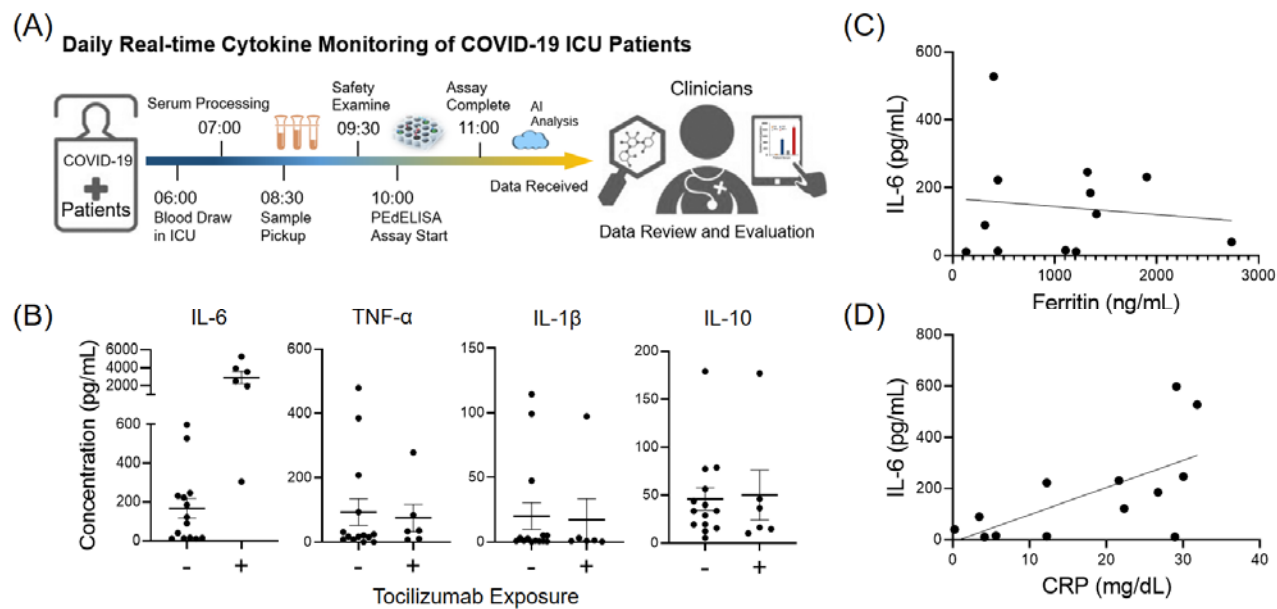 (A)
Daily Real-time Cytokine Monitoring of COVID-19 ICU Patients
COVID-19
Patients
Serum Processing
07:00
Safety
Examine
09:30
Assay
Complete
11:00
AI
Analysis
06:00
Blood Draw
in ICU
08:30
Sample
Pickup
10:00
PEdELISA
Assay Start
Data Received
Clinicians
Data Review and Evaluation
(B)
Concentration (pg/mL)
IL-6
6000
4000
2000
600
400
200
0
- +
TNF-α
600
400
200
0
- +
IL-1β
150
100
50
0
- +
IL-10
200
150
100
50
0
- +
Tocilizumab Exposure
(C)
IL-6 (pg/mL)
600
400
200
0
0 1000 2000 3000
Ferritin (ng/mL)
(D)
IL-6 (pg/mL)
800
600
400
200
0
0 10 20 30 40
CRP (mg/dL)